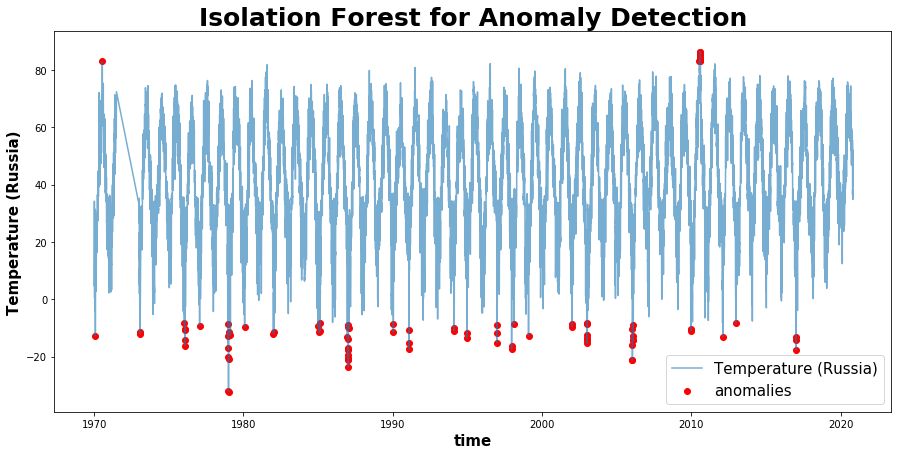 Isolation Forest for Anomaly Detection
Temperature (Russia)
80
60
40
20
0
−20
1970
1980
1990
2000
2010
2020
time
Temperature (Russia)
anomalies